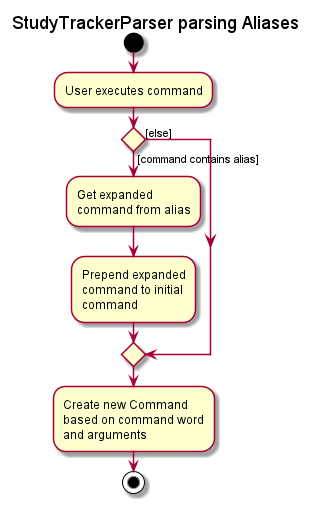 StudyTrackerParser parsing Aliases
User executes command
[else]
[command contains alias]
Get expanded
command from alias
Prepend expanded
command to initial
command
Create new Command
based on command word
and arguments